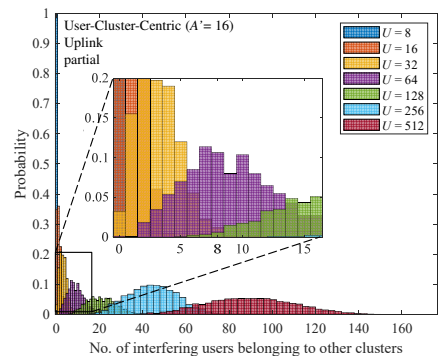 User-Cluster-Centric (A’= 16)
Uplink
partial
U = 8
U = 16
U = 32
U = 64
U = 128
U = 256
U = 512
1
0.9
0.8
0.7
0.6
0.5
0.4
0.3
0.2
0.1
0
Probability
0.2
0.15
0.1
0.05
0
0 5 8 10 15
0 20 40 60 80 100 120 140 160
No. of interfering users belonging to other clusters